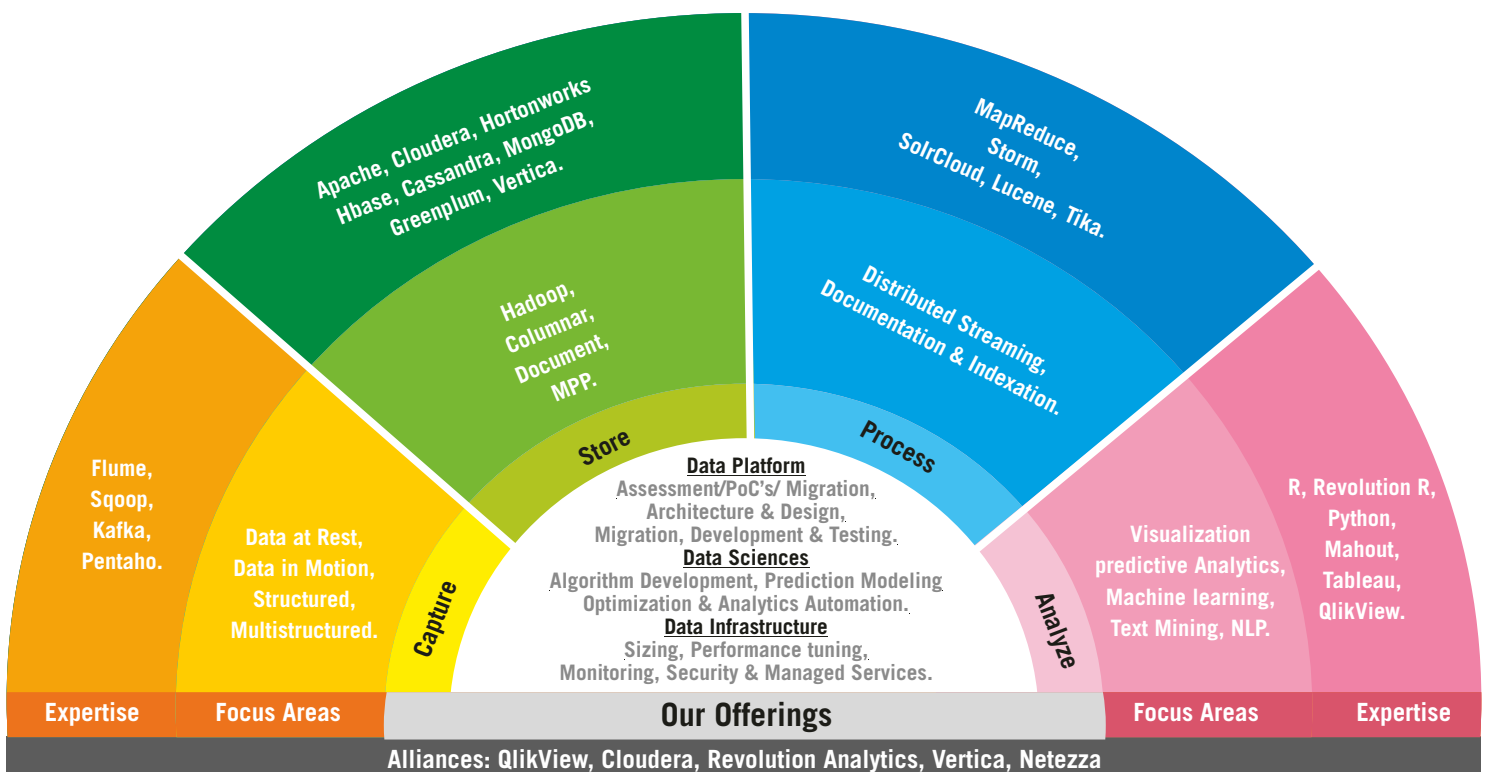 Apache, Cloudera, Hortonworks
Hbase, Cassandra, MongoDB,
Greenplum, Vertica.
MapReduce,
Storm,
SolrCloud, Lucene, Tika.
Hadoop,
Columnar,
Document,
MPP.
Distributed Streaming,
Documentation & Indexation.
Store
Process
Flume,
Sqoop,
Kafka,
Pentaho.
Data at Rest,
Data in Motion,
Structured,
Multistructured.
Capture
Data Platform
Assessment/PoC's/ Migration,
Architecture & Design,
Migration, Development & Testing.
Data Sciences
Algorithm Development, Prediction Modeling
Optimization & Analytics Automation.
Data Infrastructure
Sizing, Performance tuning,
Monitoring, Security & Managed Services.
Analyze
Visualization
predictive Analytics,
Machine learning,
Text Mining, NLP.
R, Revolution R,
Python,
Mahout,
Tableau,
QlikView.
Expertise
Focus Areas
Our Offerings
Focus Areas
Expertise
Alliances: QlikView, Cloudera, Revolution Analytics, Vertica, Netezza